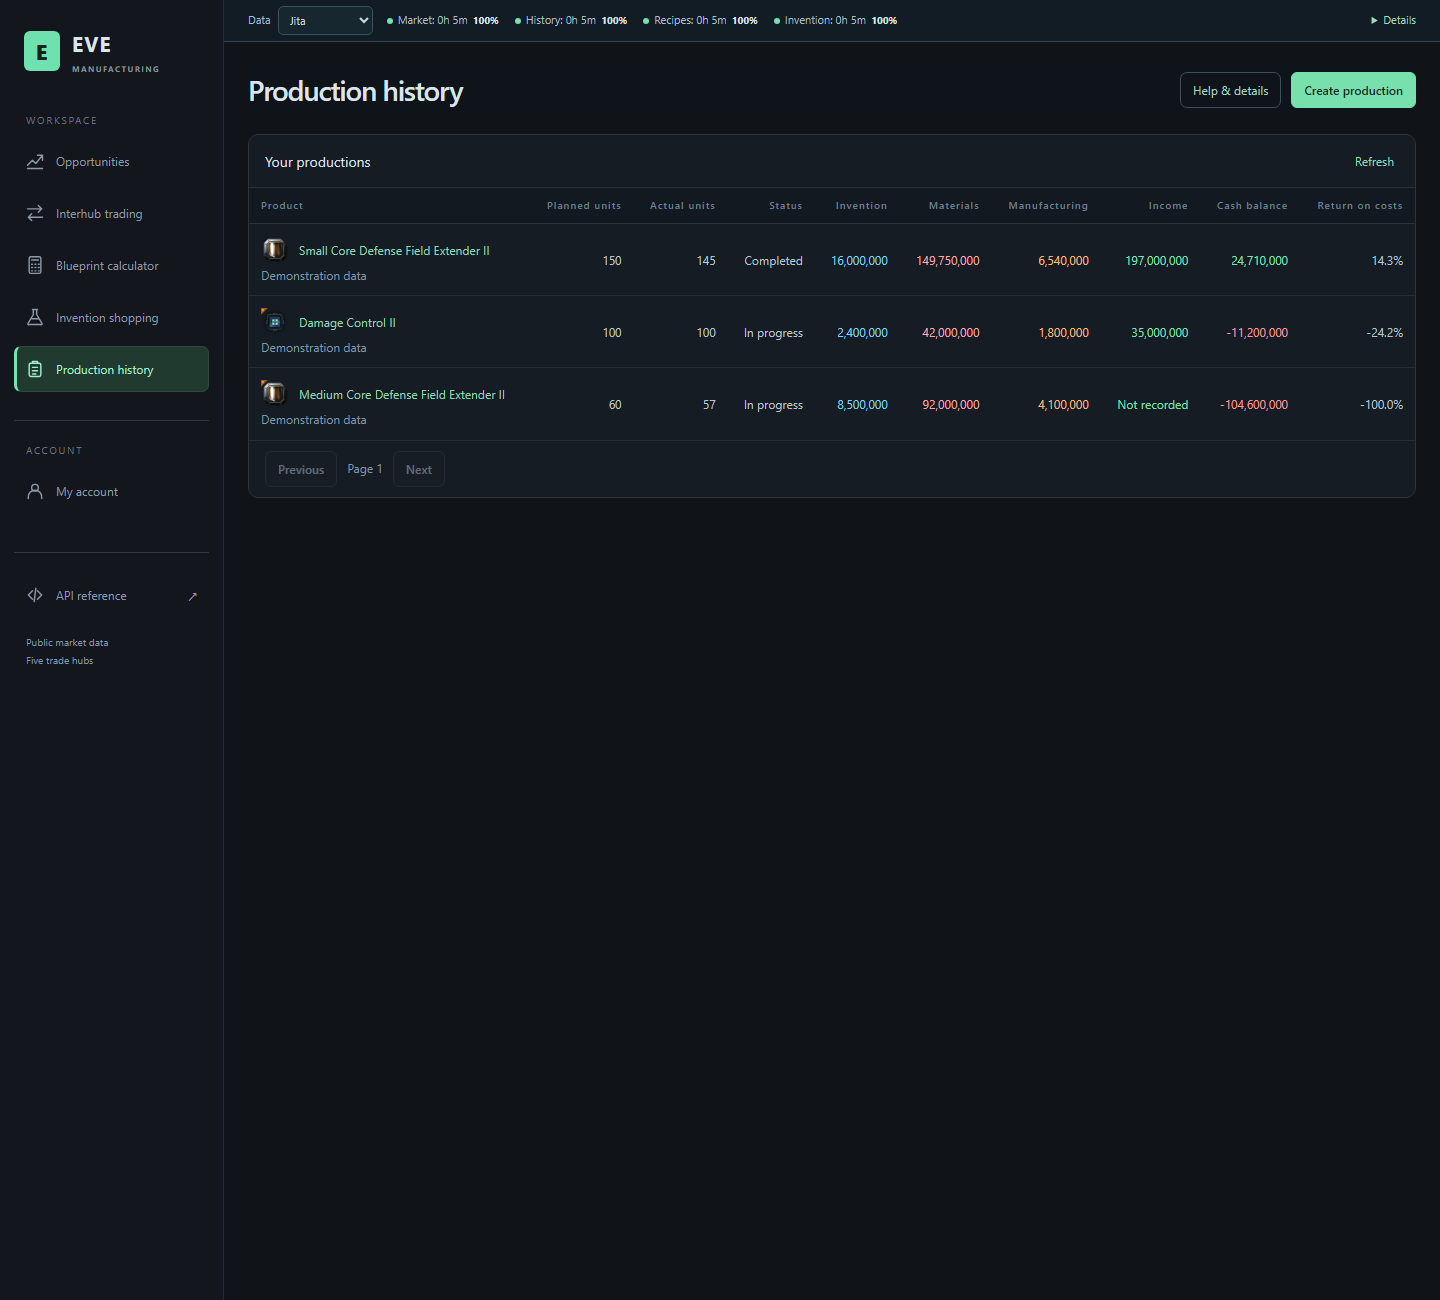 E
EVE
MANUFACTURING
WORKSPACE
Opportunities
Interhub trading
Blueprint calculator
Invention shopping
Production history
ACCOUNT
My account
API reference ↗
Public market data
Five trade hubs
Data Jita Market: 0h 5m 100% History: 0h 5m 100% Recipes: 0h 5m 100% Invention: 0h 5m 100% ▶ Details
Production history
Help & details
Create production
Your productions
Refresh
Product Planned units Actual units Status Invention Materials Manufacturing Income Cash balance Return on costs
Small Core Defense Field Extender II 150 145 Completed 16,000,000 149,750,000 6,540,000 197,000,000 24,710,000 14.3%
Demonstration data
Damage Control II 100 100 In progress 2,400,000 42,000,000 1,800,000 35,000,000 -11,200,000 -24.2%
Demonstration data
Medium Core Defense Field Extender II 60 57 In progress 8,500,000 92,000,000 4,100,000 Not recorded -104,600,000 -100.0%
Demonstration data
Previous Page 1 Next